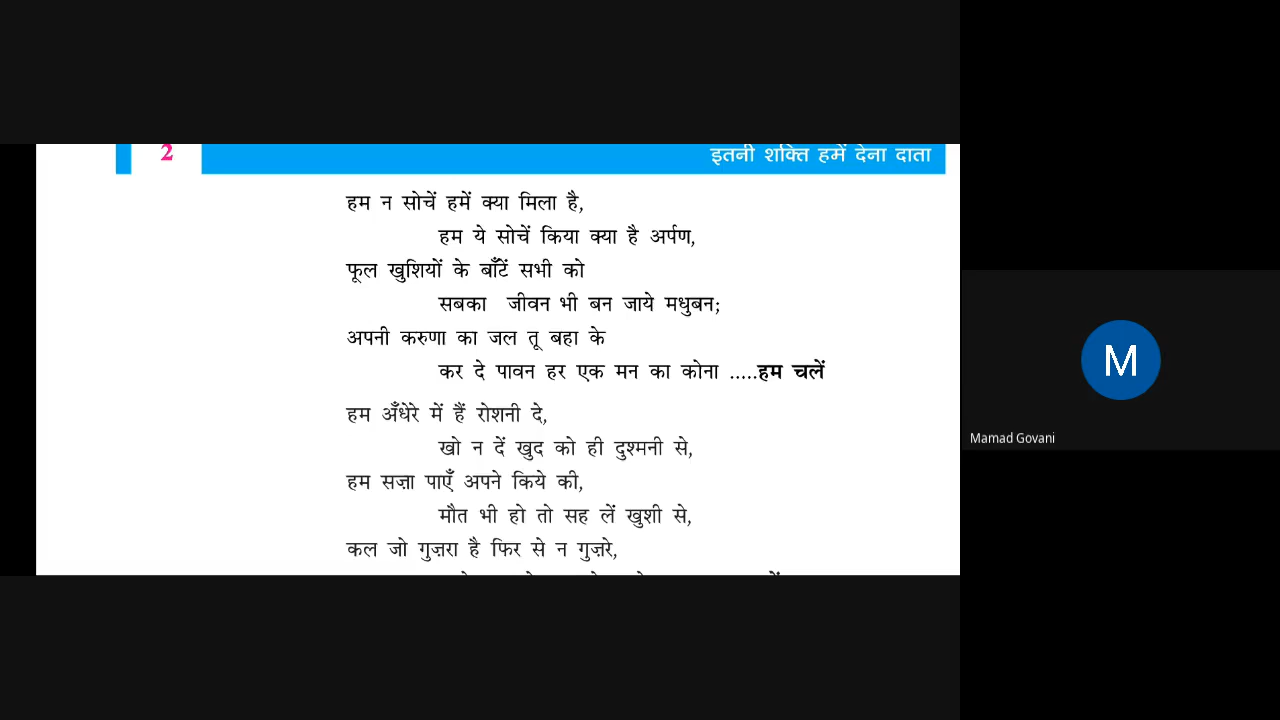 2
इतनी शक्ति हमें देना दाता
हम न सोचें हमें क्या मिला है,
हम ये सोचें किया क्या है अर्पण,
फूल खुशियों के बाँटें सभी को
सबका जीवन भी बन जाये मधुबन;
अपनी करुणा का जल तू बहा के
कर दे पावन हर एक मन का कोना .....हम चलें
हम अँधेरे में हैं रोशनी दे,
खो न दें खुद को ही दुश्मनी से,
हम सज़ा पाएँ अपने किये की,
मौत भी हो तो सह लें खुशी से,
कल जो गुज़रा है फिर से न गुज़रे,
M
Mamad Govani